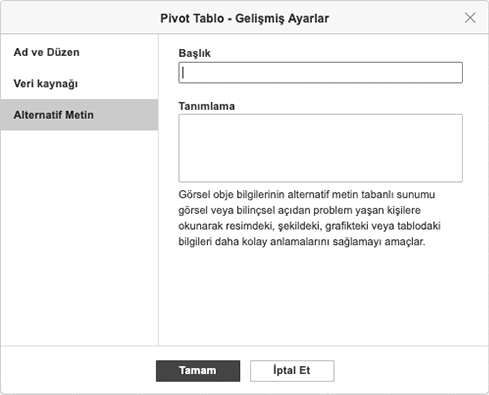 Pivot Tablo - Gelişmiş Ayarlar
Ad ve Düzen
Veri kaynağı
Alternatif Metin
Başlık
Tanımlama
Görsel obje bilgilerinin alternatif metin tabanlı sunumu
görsel veya bilinçsel açıdan problem yaşan kişilere
okunarak resimdeki, şekildeki, grafikteki veya tablodaki
bilgileri daha kolay anlamalarını sağlamayı amaçlar.
Tamam
İptal Et